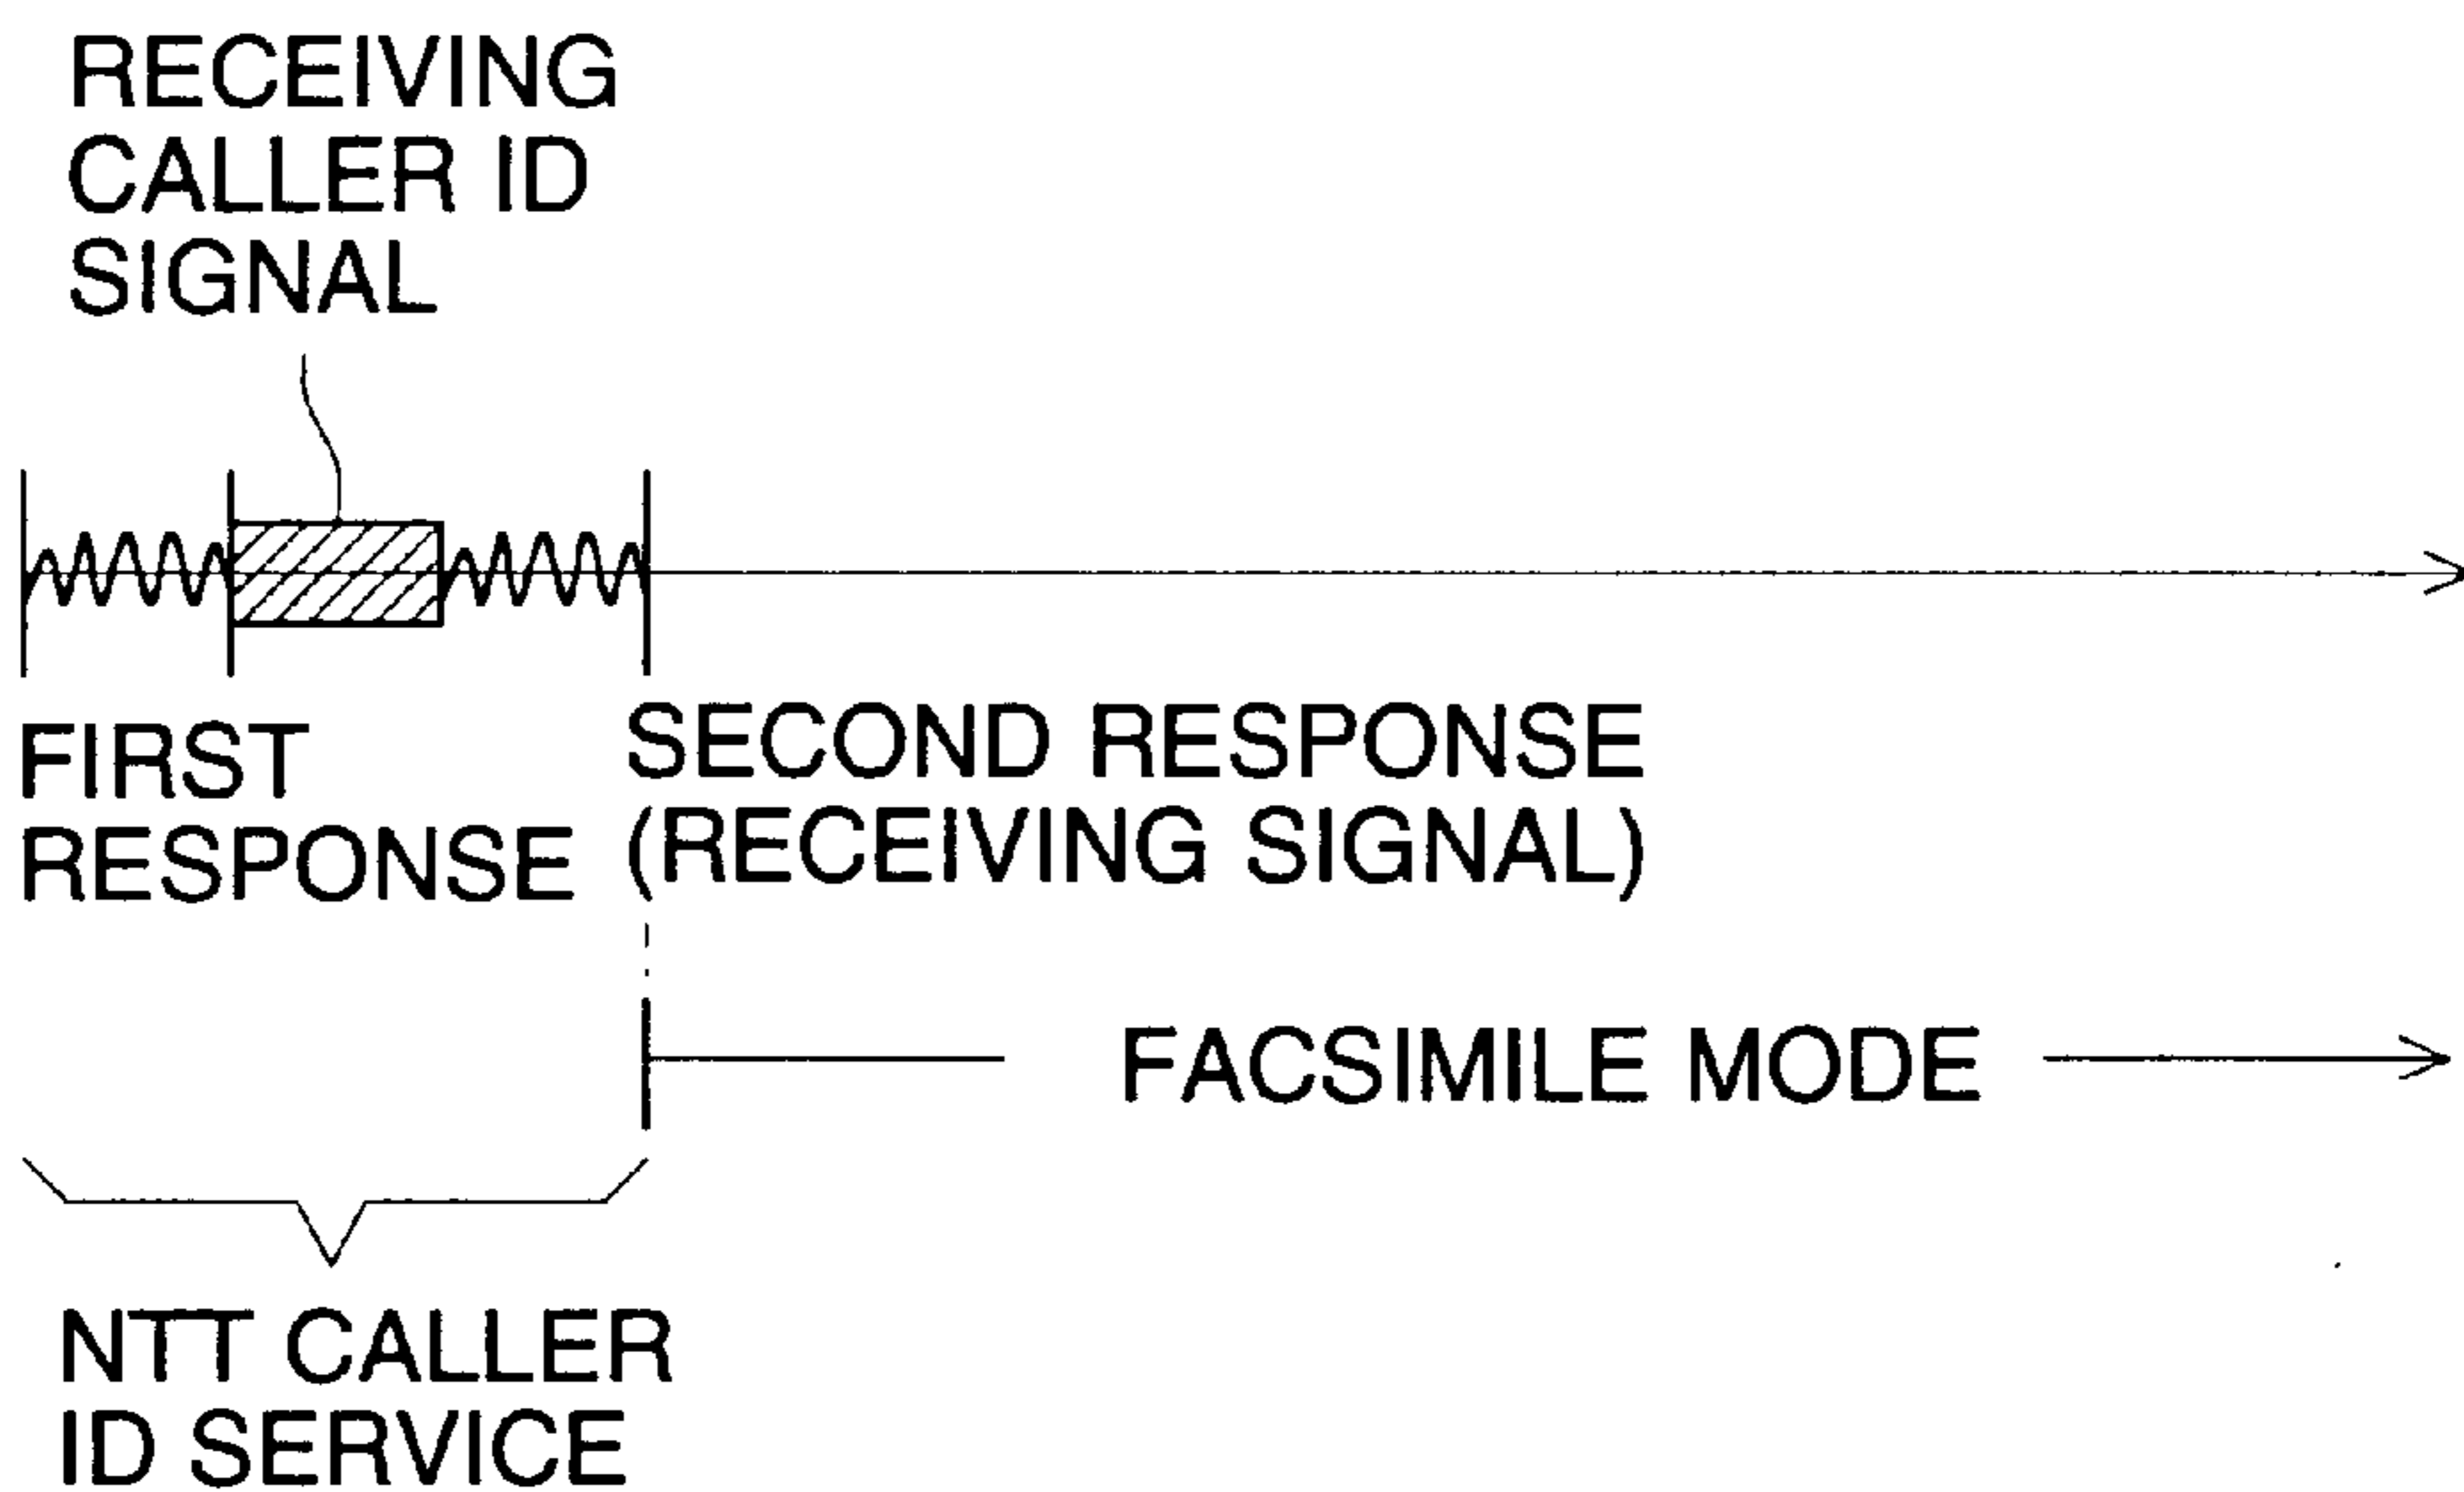 RECEIVING
CALLER ID
SIGNAL
FIRST
RESPONSE
SECOND RESPONSE
(RECEIVING SIGNAL)
FACSIMILE MODE
NTT CALLER
ID SERVICE